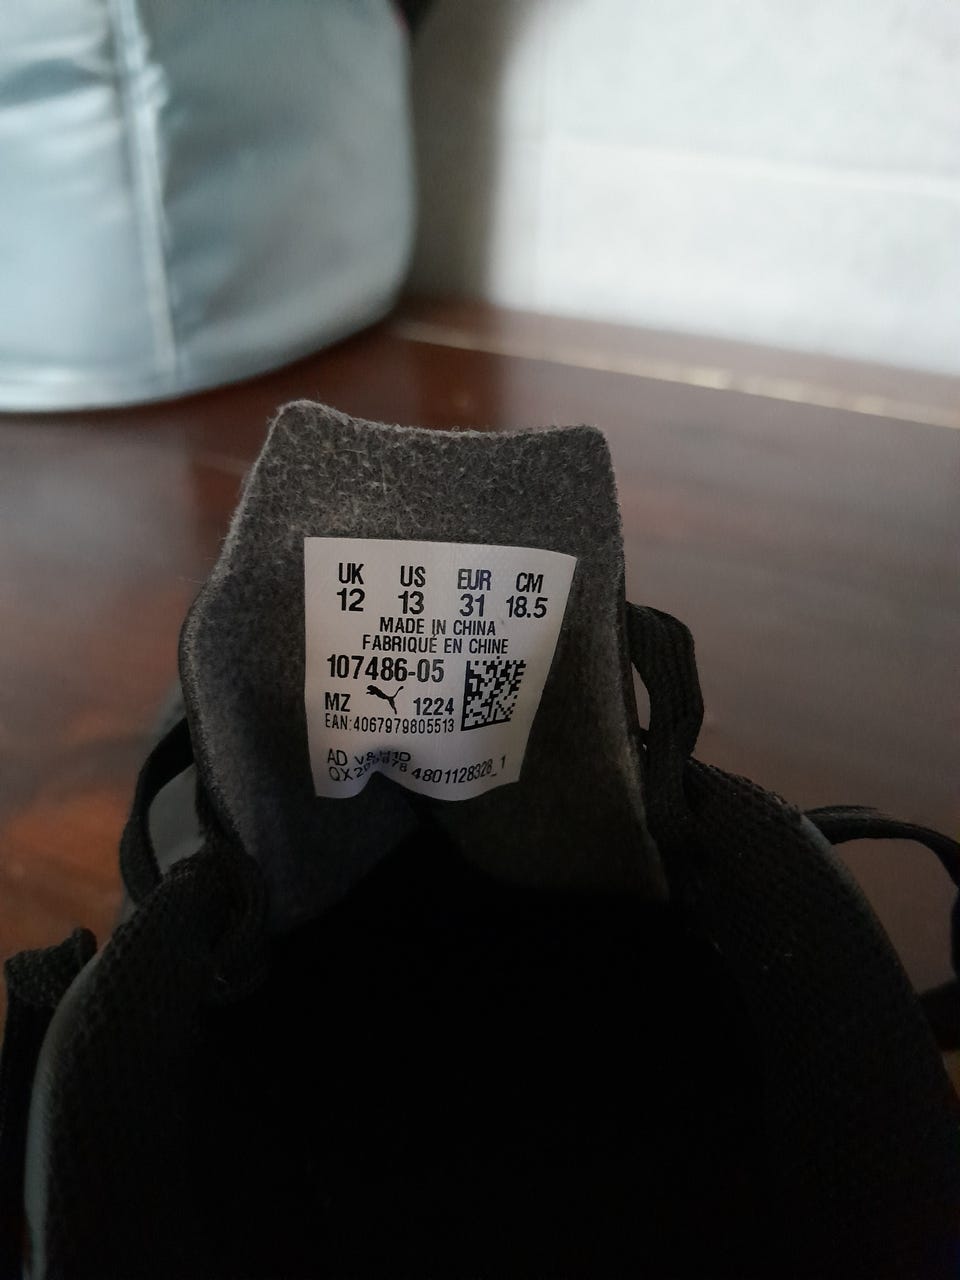 UK US EUR CM
12 13 31 18.5
MADE IN CHINA
FABRIQUÉ EN CHINE
107486-05
MZ 1224
EAN:4067979805513
AD
4801128328_1